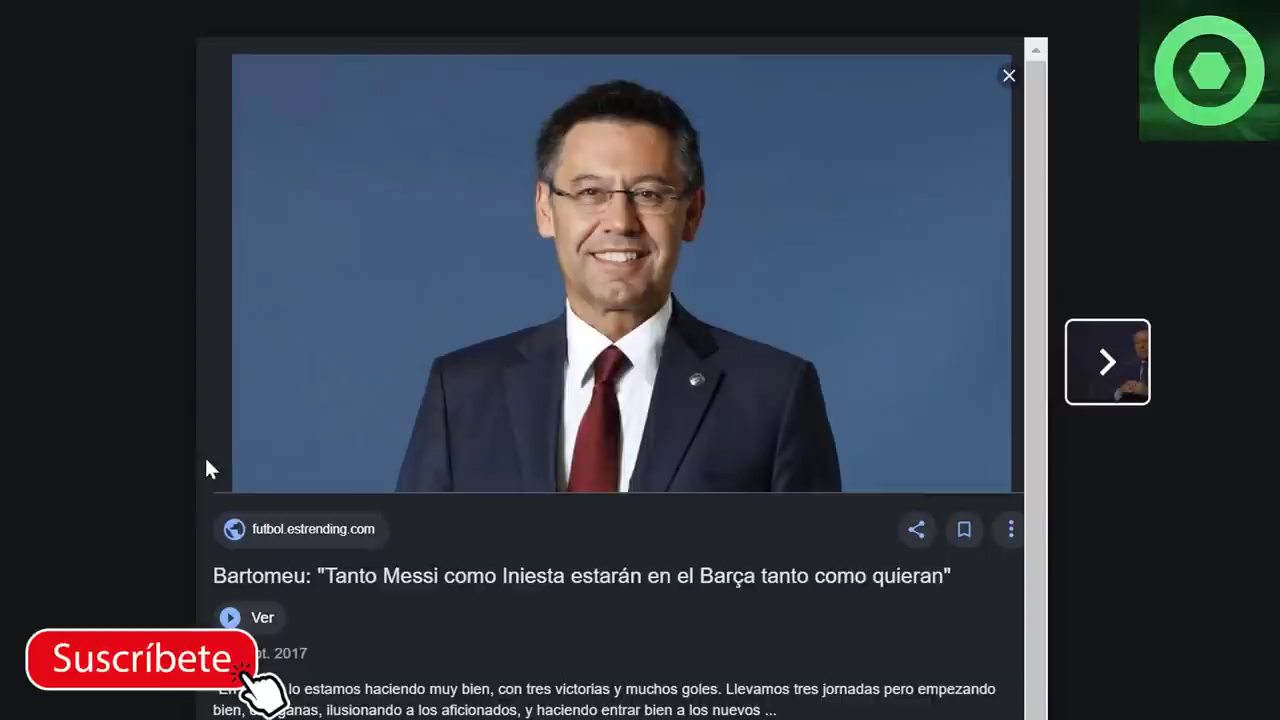 futbol.estrending.com
Bartomeu: "Tanto Messi como Iniesta estarán en el Barça tanto como quieran"
Ver
Suscríbete
2017
lo estamos haciendo muy bien, con tres victorias y muchos goles. Llevamos tres jornadas pero empezando
bien, ilusionando a los aficionados, y haciendo entrar bien a los nuevos ...